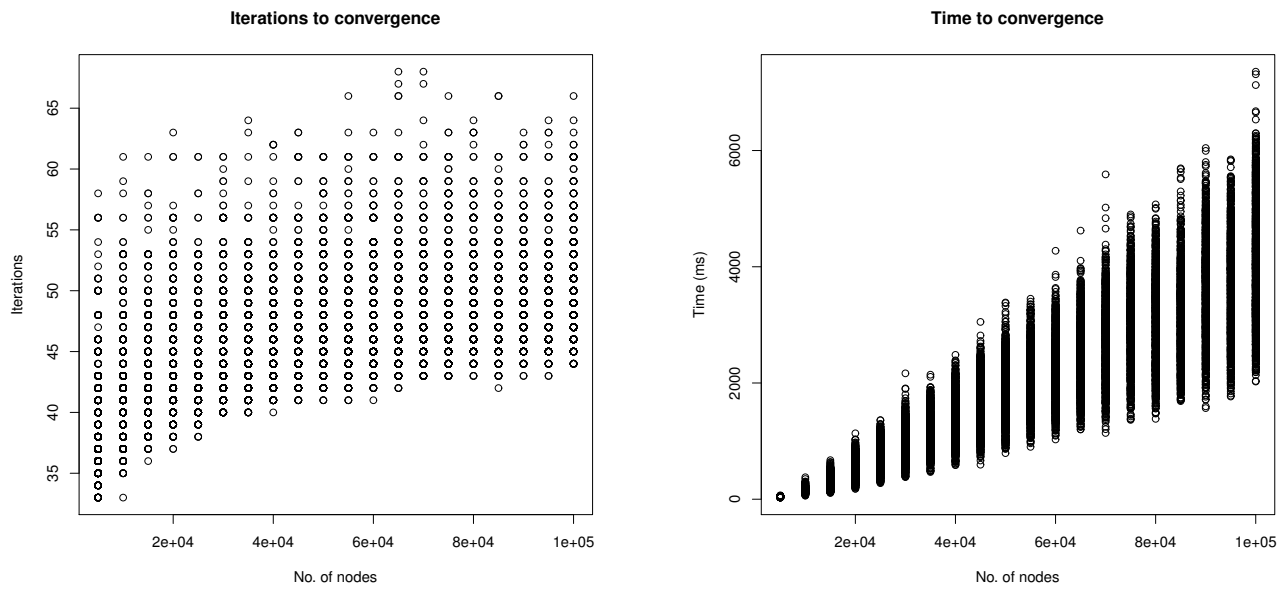 Iterations to convergence
65
60
55
50
45
40
35
Iterations
2e+04 4e+04 6e+04 8e+04 1e+05
No. of nodes
Time to convergence
6000
4000
2000
0
Time (ms)
2e+04 4e+04 6e+04 8e+04 1e+05
No. of nodes